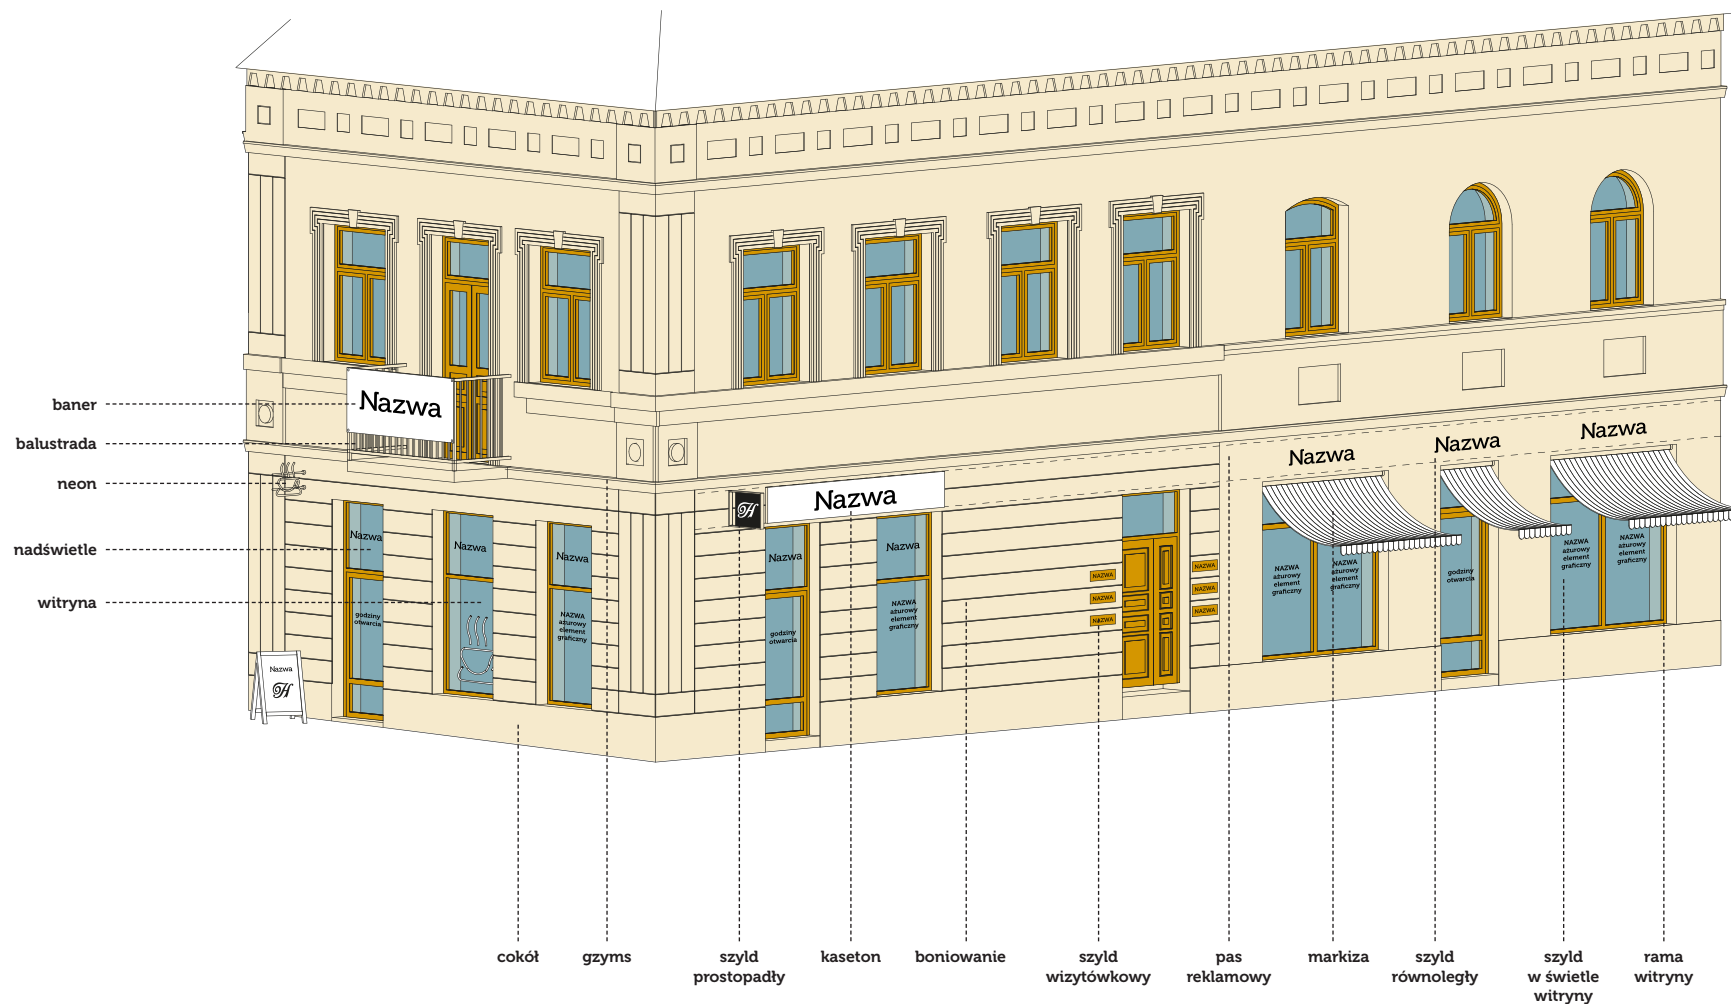 baner
Nazwa
balustrada
neon
nadświetle
witryna
Nazwa
Nazwa
Nazwa
godziny
otwarcia
NAZWA
ażurowy
element
graficzny
Nazwa
H
H
Nazwa
Nazwa
Nazwa
godziny
otwarcia
NAZWA
ażurowy
element
graficzny
NAZWA
NAZWA
NAZWA
NAZWA
NAZWA
NAZWA
Nazwa
Nazwa
Nazwa
NAZWA
ażurowy
element
graficzny
NAZWA
ażurowy
element
graficzny
godziny
otwarcia
NAZWA
ażurowy
element
graficzny
NAZWA
ażurowy
element
graficzny
cokół
gzyms
szyld
prostopadły
kaseton
boniowanie
szyld
wizytówkowy
pas
reklamowy
markiza
szyld
równoległy
szyld
w świetle
witryny
rama
witryny